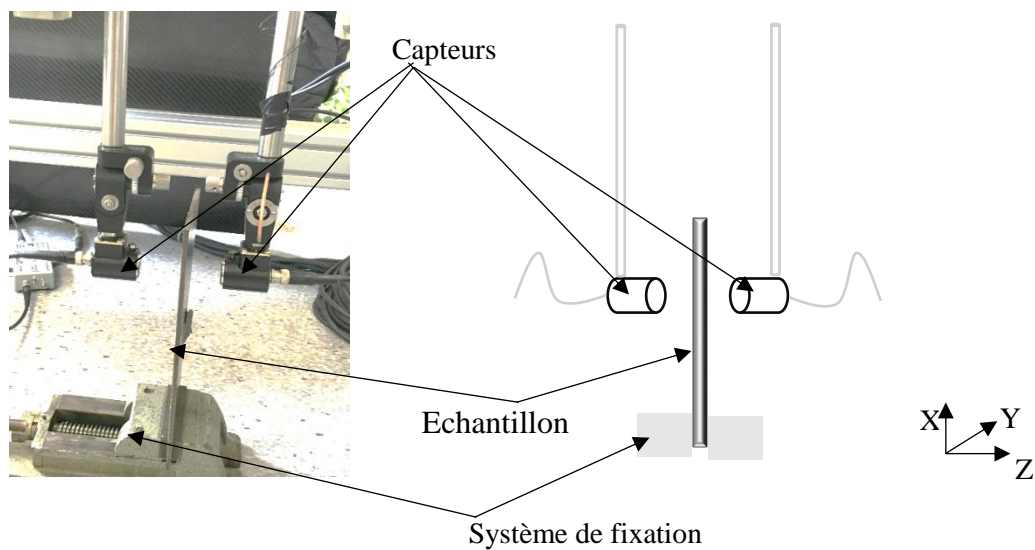 Capteurs
Echantillon
X
Y
Z
Système de fixation